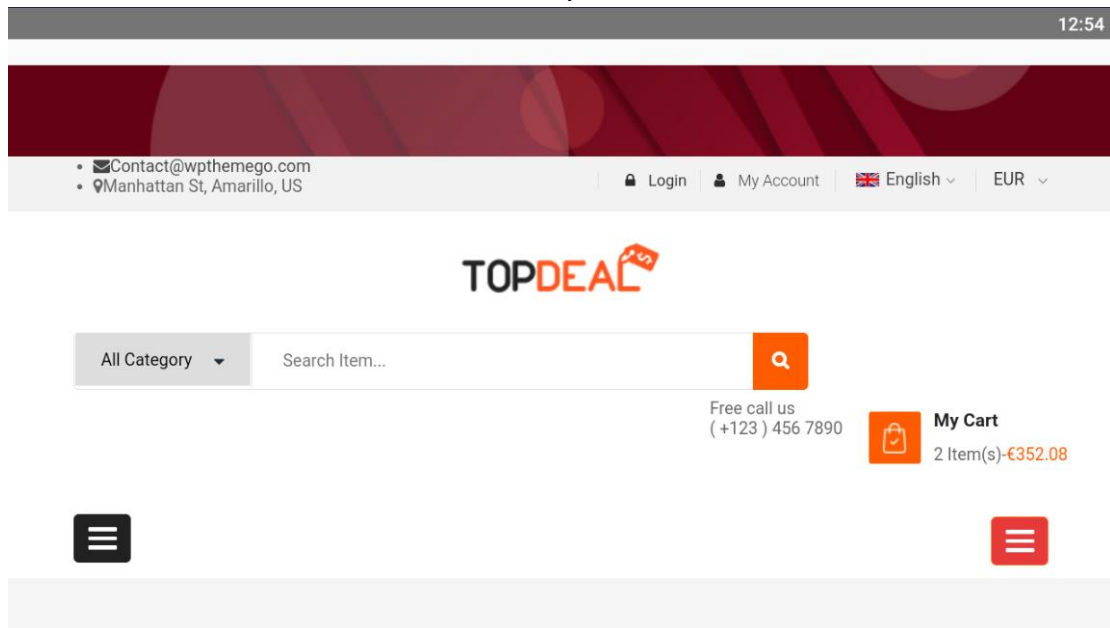 12:54
Contact@wpthemego.com
Manhattan St, Amarillo, US
Login
My Account
English
EUR
TOPDEAL
All Category
Search Item...
Free call us
( +123 ) 456 7890
My Cart
2 Item(s)-€352.08